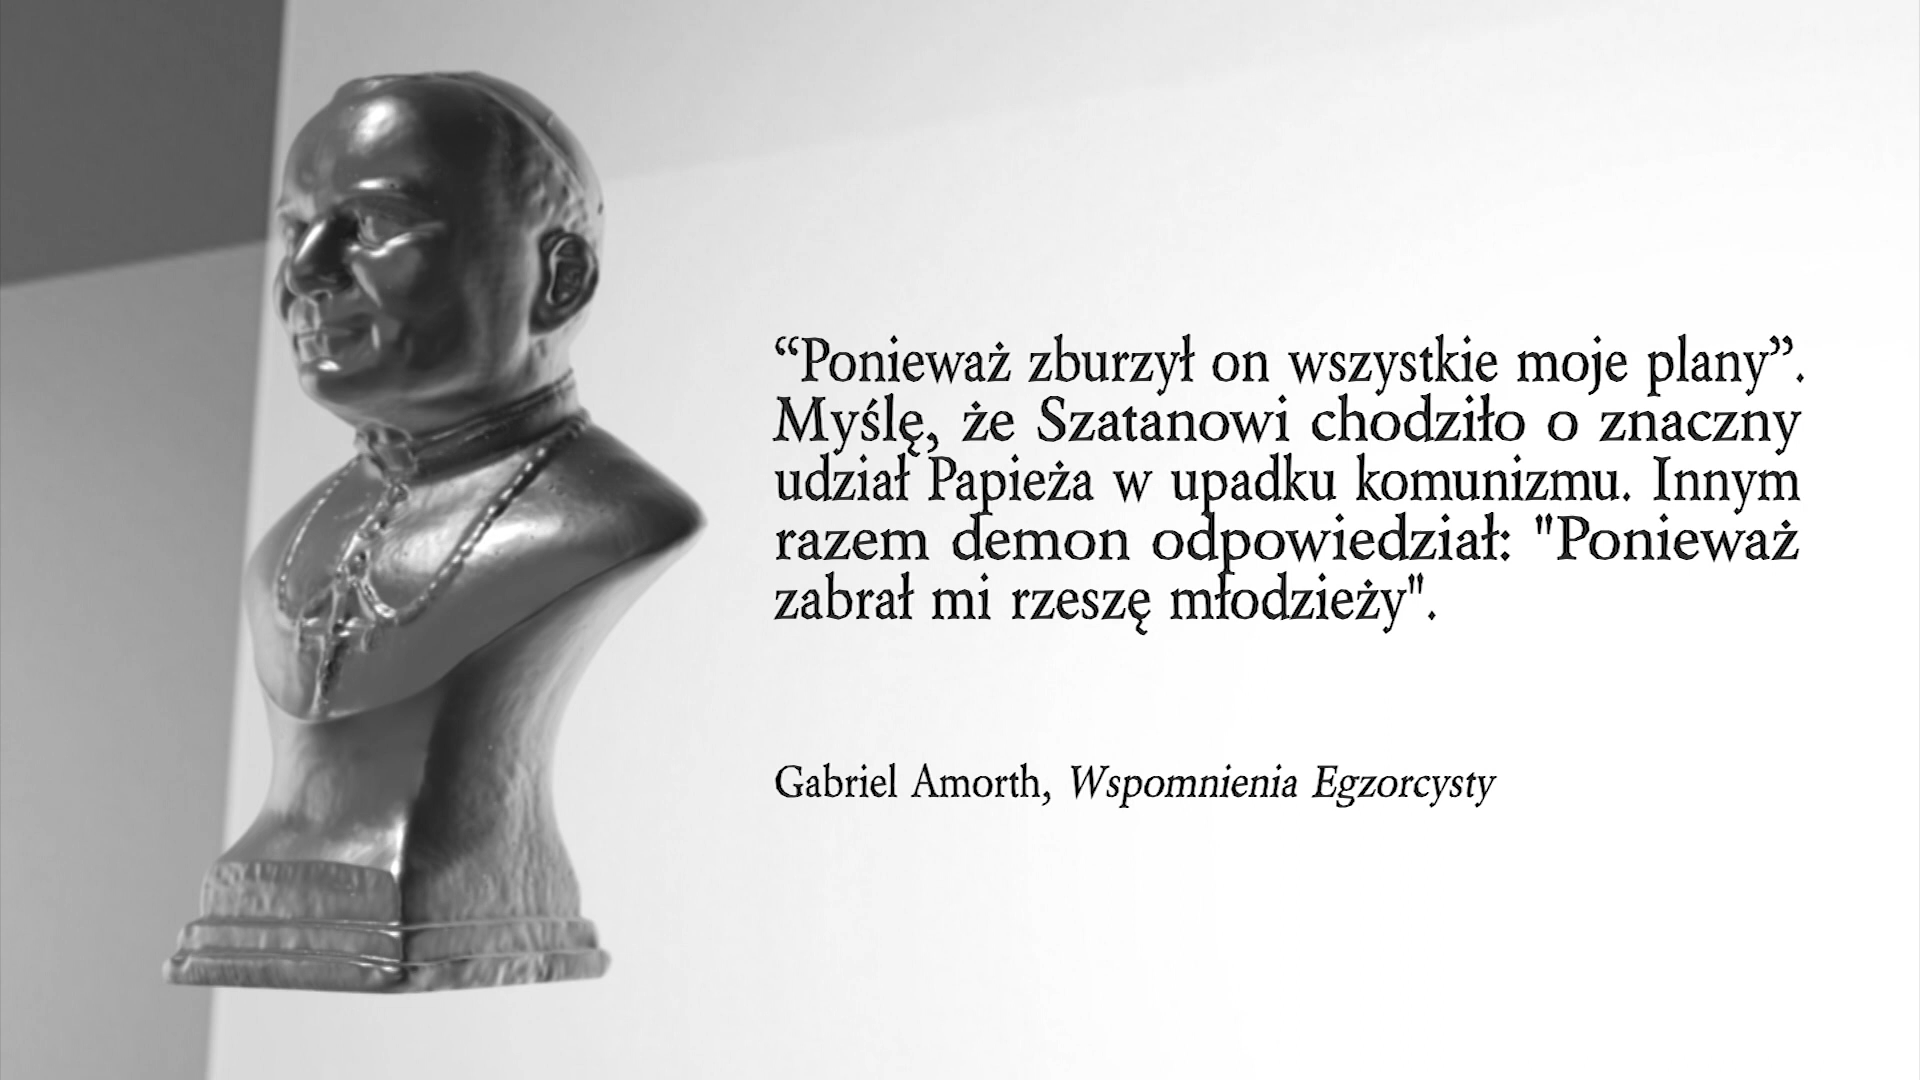 “Ponieważ zburzył on wszystkie moje plany”.
Myślę, że Szatanowi chodziło o znaczny
udział Papieża w upadku komunizmu. Innym
razem demon odpowiedział: "Ponieważ
zabrał mi rzeszę młodzieży".
Gabriel Amorth, Wspomnienia Egzorcysty